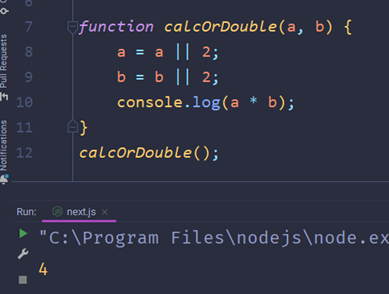 6
7 function calcOrDouble(a, b) {
8 a = a || 2;
9 b = b || 2;
10 console.log(a * b);
11 }
12 calcOrDouble();
Pull Requests
Notifications
Run: next.js ×
"C:\Program Files\nodejs\node.ex
4